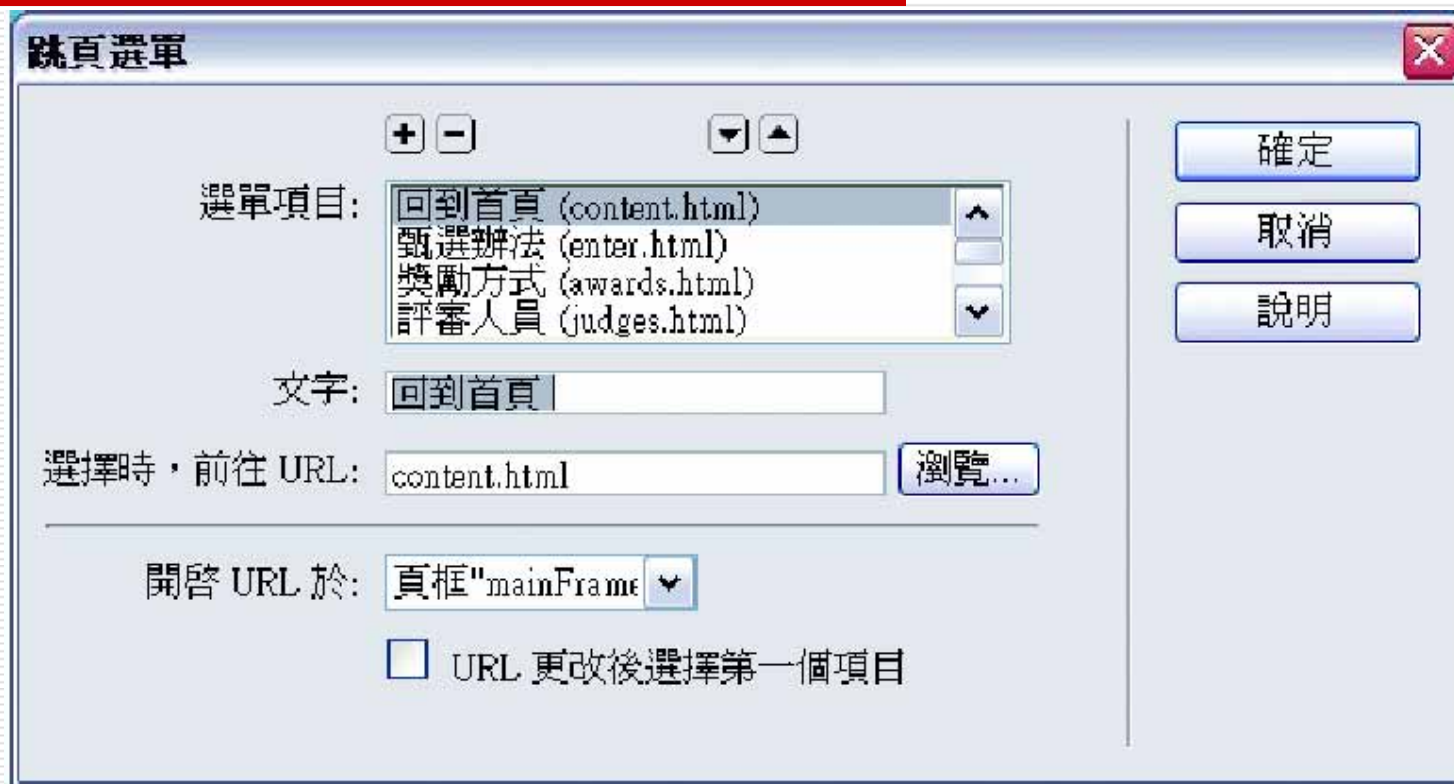 跳頁選單
選單項目:
回到首頁 (content.html)
甄選辦法 (enter.html)
獎勵方式 (awards.html)
評審人員 (judges.html)
文字: 回到首頁
選擇時，前往 URL: content.html 瀏覽...
開啓 URL 於: 頁框"mainFrame
URL 更改後選擇第一個項目
確定
取消
說明